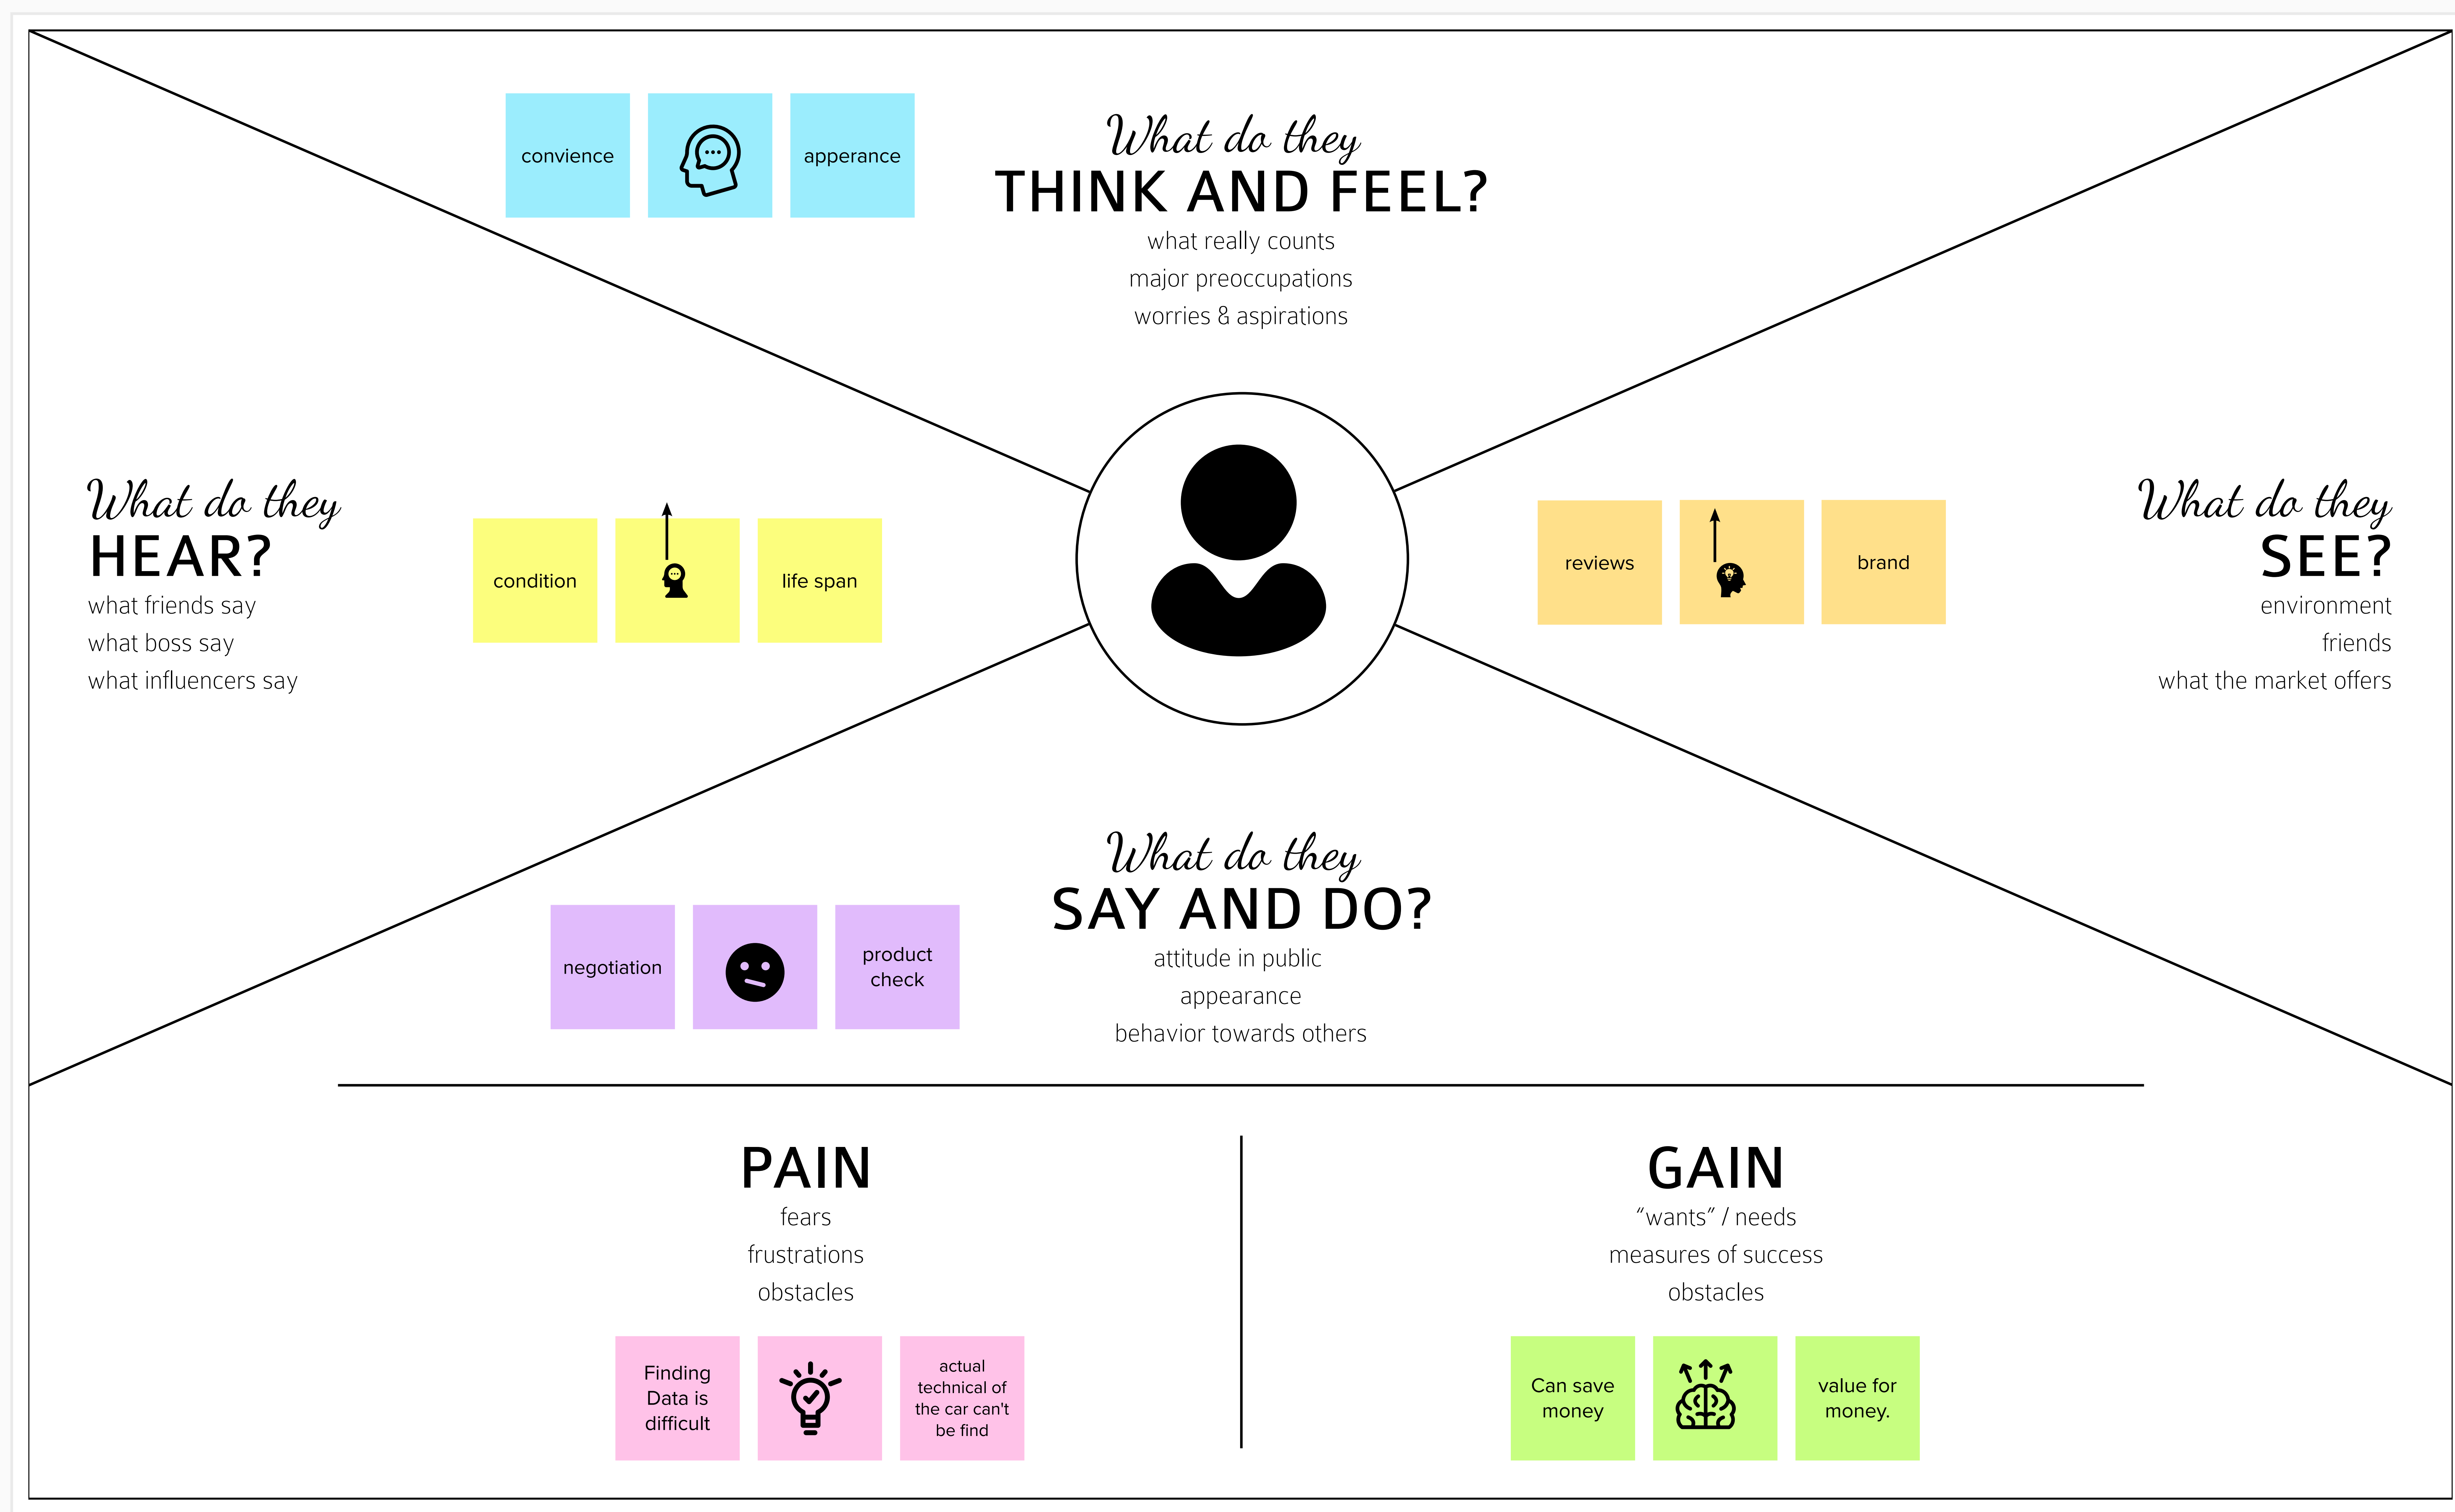 convience
apperance
What do they
THINK AND FEEL?
what really counts
major preoccupations
worries & aspirations
What do they
HEAR?
what friends say
what boss say
what influencers say
condition
life span
reviews
brand
What do they
SEE?
environment
friends
what the market offers
negotiation
product
check
What do they
SAY AND DO?
attitude in public
appearance
behavior towards others
PAIN
fears
frustrations
obstacles
Finding
Data is
difficult
actual
technical of
the car can't
be find
GAIN
“wants” / needs
measures of success
obstacles
Can save
money
value for
money.